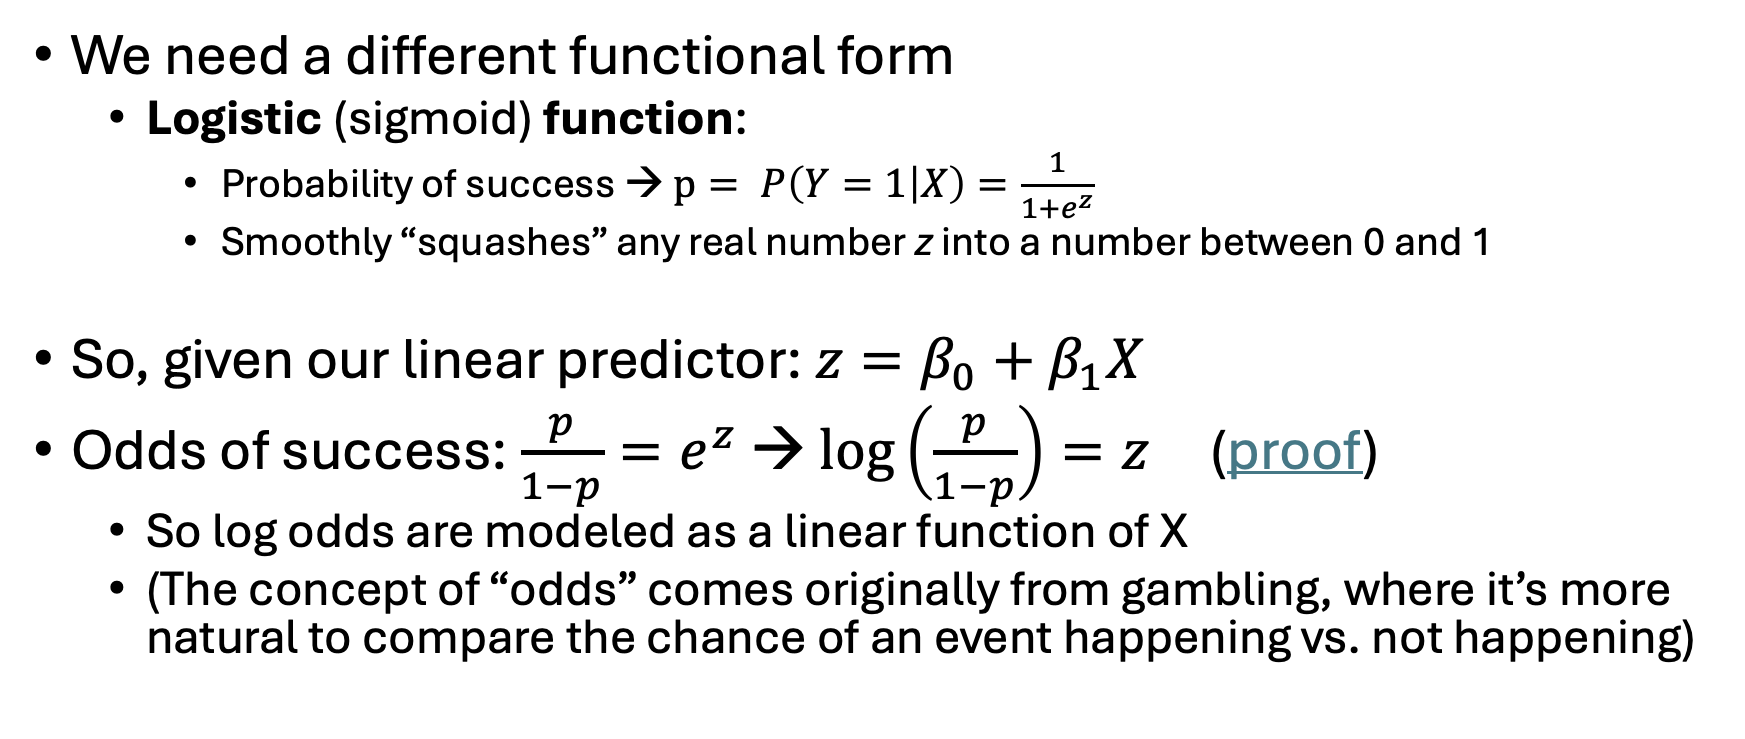 • We need a different functional form
• Logistic (sigmoid) function:
• Probability of success → p = P(Y = 1|X) = 1/(1+e^z)
• Smoothly “squashes” any real number z into a number between 0 and 1
• So, given our linear predictor: z = β₀ + β₁X
• Odds of success: p/(1−p) = e^z → log(p/(1−p)) = z (proof)
• So log odds are modeled as a linear function of X
• (The concept of “odds” comes originally from gambling, where it’s more
natural to compare the chance of an event happening vs. not happening)